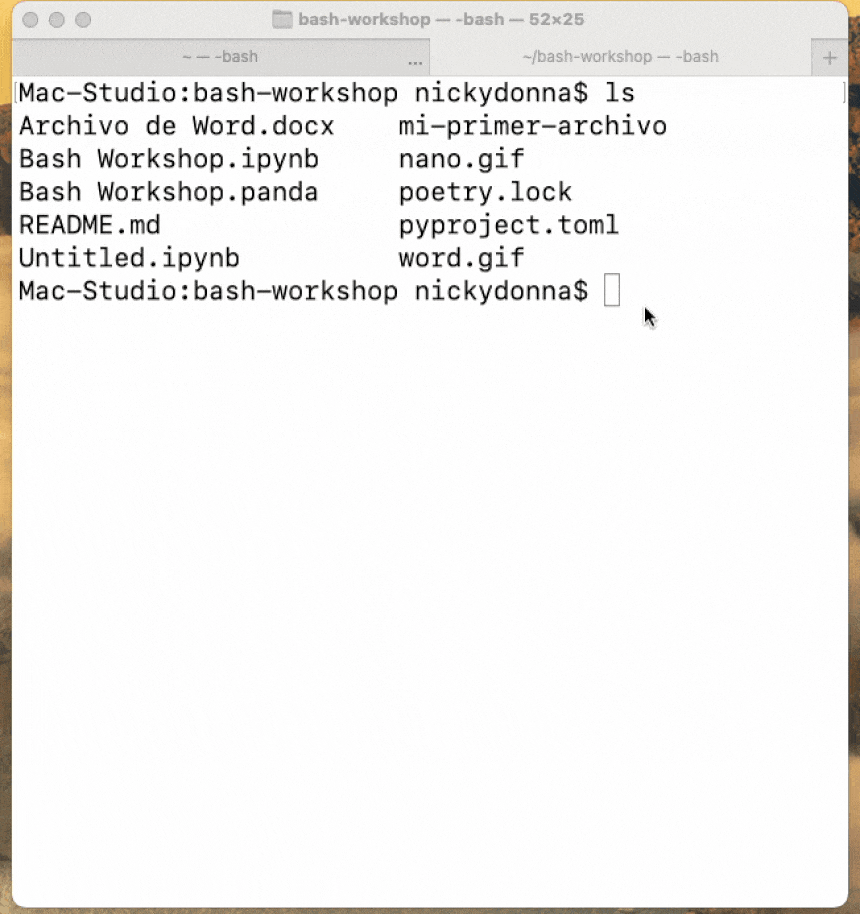 bash-workshop — -bash — 52×25
~ — -bash ... ~/bash-workshop — -bash +
Mac-Studio:bash-workshop nickydonna$ ls
Archivo de Word.docx mi-primer-archivo
Bash Workshop.ipynb nano.gif
Bash Workshop.panda poetry.lock
README.md pyproject.toml
Untitled.ipynb word.gif
Mac-Studio:bash-workshop nickydonna$